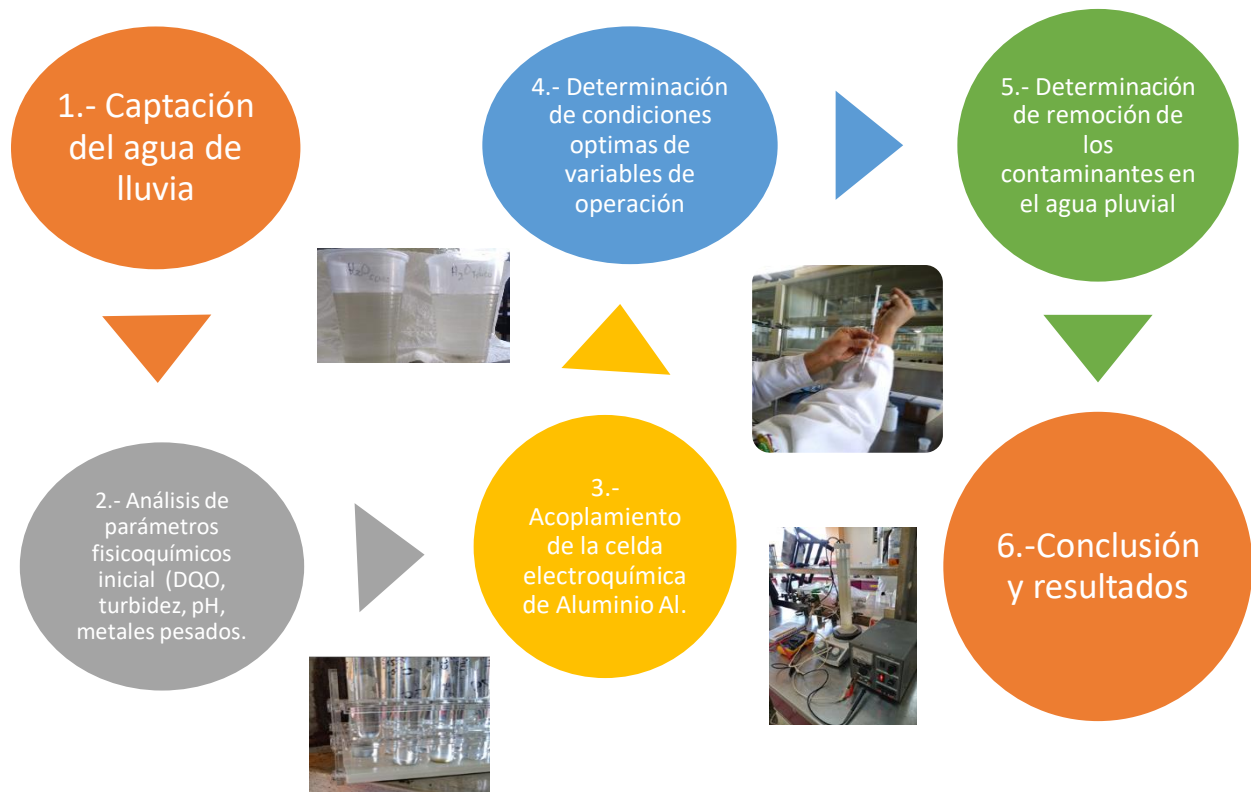 1.- Captación
del agua de
lluvia
2.- Análisis de
parámetros
fisicoquímicos
inicial (DQO,
turbidez, pH,
metales pesados.
3.-
Acoplamiento
de la celda
electroquímica
de Aluminio Al.
4.- Determinación
de condiciones
optimas de
variables de
operación
5.- Determinación
de remoción de
los
contaminantes en
el agua pluvial
6.-Conclusión
y resultados
H₂O
H₂O